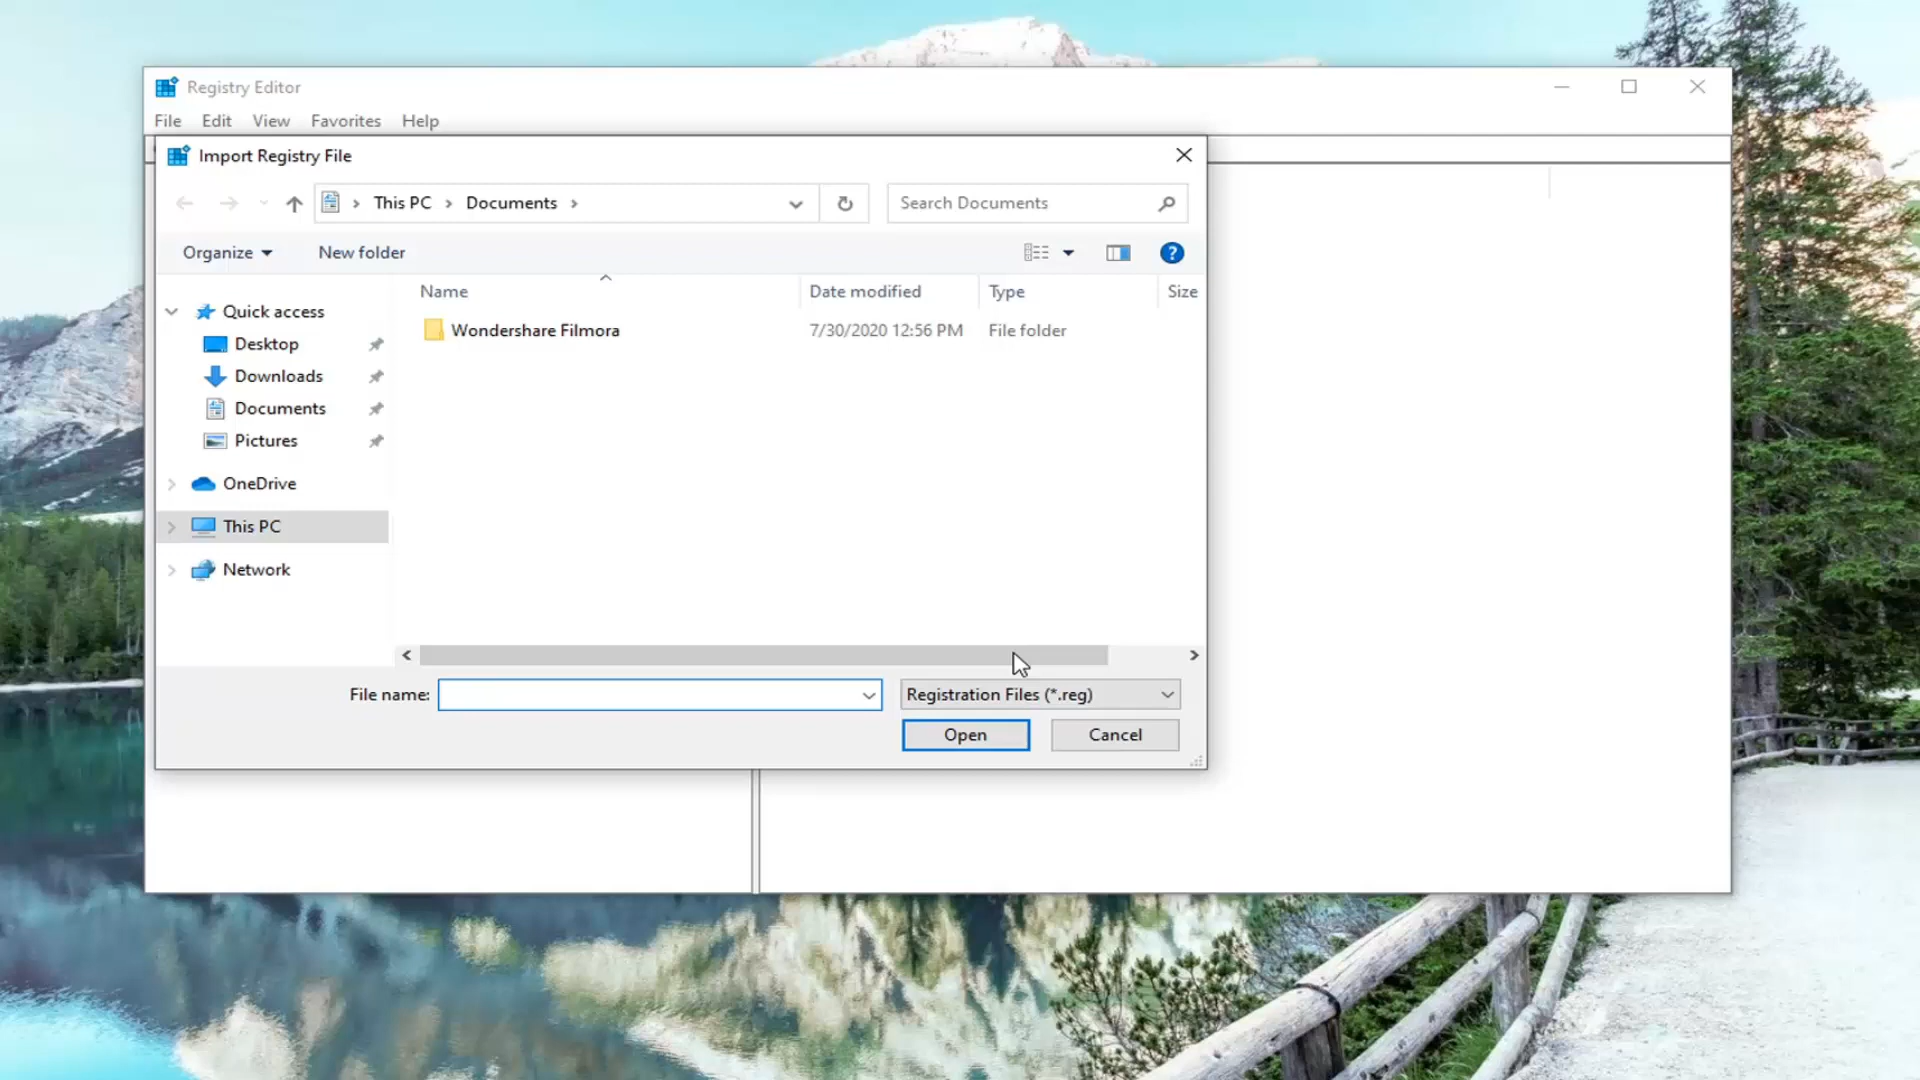 Registry Editor
File Edit View Favorites Help
Import Registry File
This PC Documents
Search Documents
Organize New folder
?
Name Date modified Type Size
Quick access
Wondershare Filmora 7/30/2020 12:56 PM File folder
Desktop
Downloads
Documents
Pictures
OneDrive
This PC
Network
File name: Registration Files (*.reg)
Open Cancel